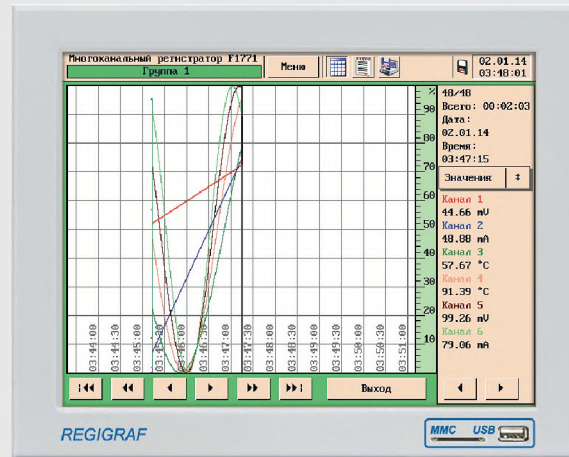 Многоканальный регистратор F1771
Группа 1
Меню
02.01.14
03:48:01
%
90
80
70
60
50
40
30
20
10
03:44:00
03:44:30
03:45:00
03:45:30
03:46:00
03:46:30
03:47:00
03:47:30
03:48:00
03:48:30
03:49:00
03:49:30
03:50:00
03:50:30
03:51:00
48/48
Всего: 00:02:03
Дата:
02.01.14
Время:
03:47:15
Значения
Канал 1
44.66 mV
Канал 2
48.88 mA
Канал 3
57.67 °C
Канал 4
91.39 °C
Канал 5
99.26 mV
Канал 6
79.06 mA
Выход
REGIGRAF
MMC USB